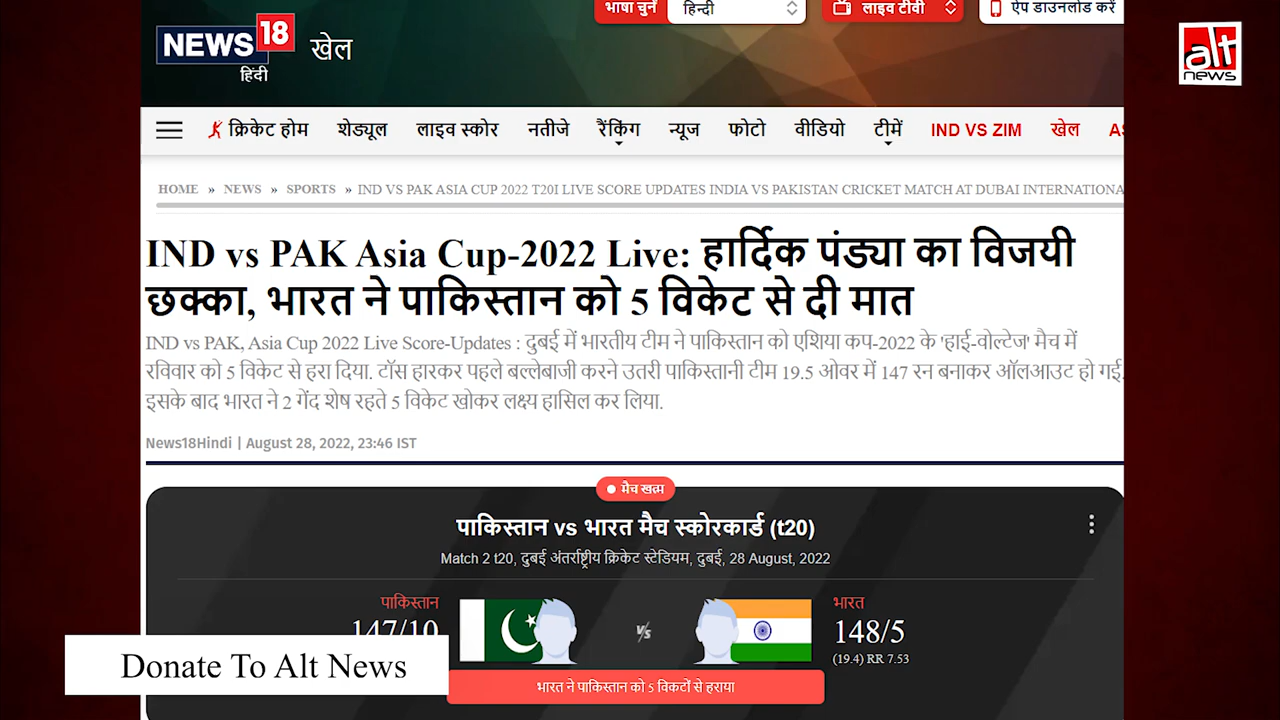 भाषा चुनें
हिन्दी
लाइव टीवी
ऐप डाउनलोड करें
NEWS 18
हिंदी
खेल
alt
news
क्रिकेट होम शेड्यूल लाइव स्कोर नतीजे रैंकिंग न्यूज फोटो वीडियो टीमें IND VS ZIM खेल
HOME » NEWS » SPORTS » IND VS PAK ASIA CUP 2022 T20I LIVE SCORE UPDATES INDIA VS PAKISTAN CRICKET MATCH AT DUBAI INTERNATIONA
IND vs PAK Asia Cup-2022 Live: हार्दिक पंड्या का विजयी
छक्का, भारत ने पाकिस्तान को 5 विकेट से दी मात
IND vs PAK, Asia Cup 2022 Live Score-Updates : दुबई में भारतीय टीम ने पाकिस्तान को एशिया कप-2022 के 'हाई-वोल्टेज' मैच में
रविवार को 5 विकेट से हरा दिया. टॉस हारकर पहले बल्लेबाजी करने उतरी पाकिस्तानी टीम 19.5 ओवर में 147 रन बनाकर ऑलआउट हो गई.
इसके बाद भारत ने 2 गेंद शेष रहते 5 विकेट खोकर लक्ष्य हासिल कर लिया.
News18Hindi | August 28, 2022, 23:46 IST
मैच खत्म
पाकिस्तान vs भारत मैच स्कोरकार्ड (t20)
Match 2 t20, दुबई अंतर्राष्ट्रीय क्रिकेट स्टेडियम, दुबई, 28 August, 2022
पाकिस्तान
147/10
v/s
भारत
148/5
(19.4) RR 7.53
भारत ने पाकिस्तान को 5 विकटों से हराया
Donate To Alt News